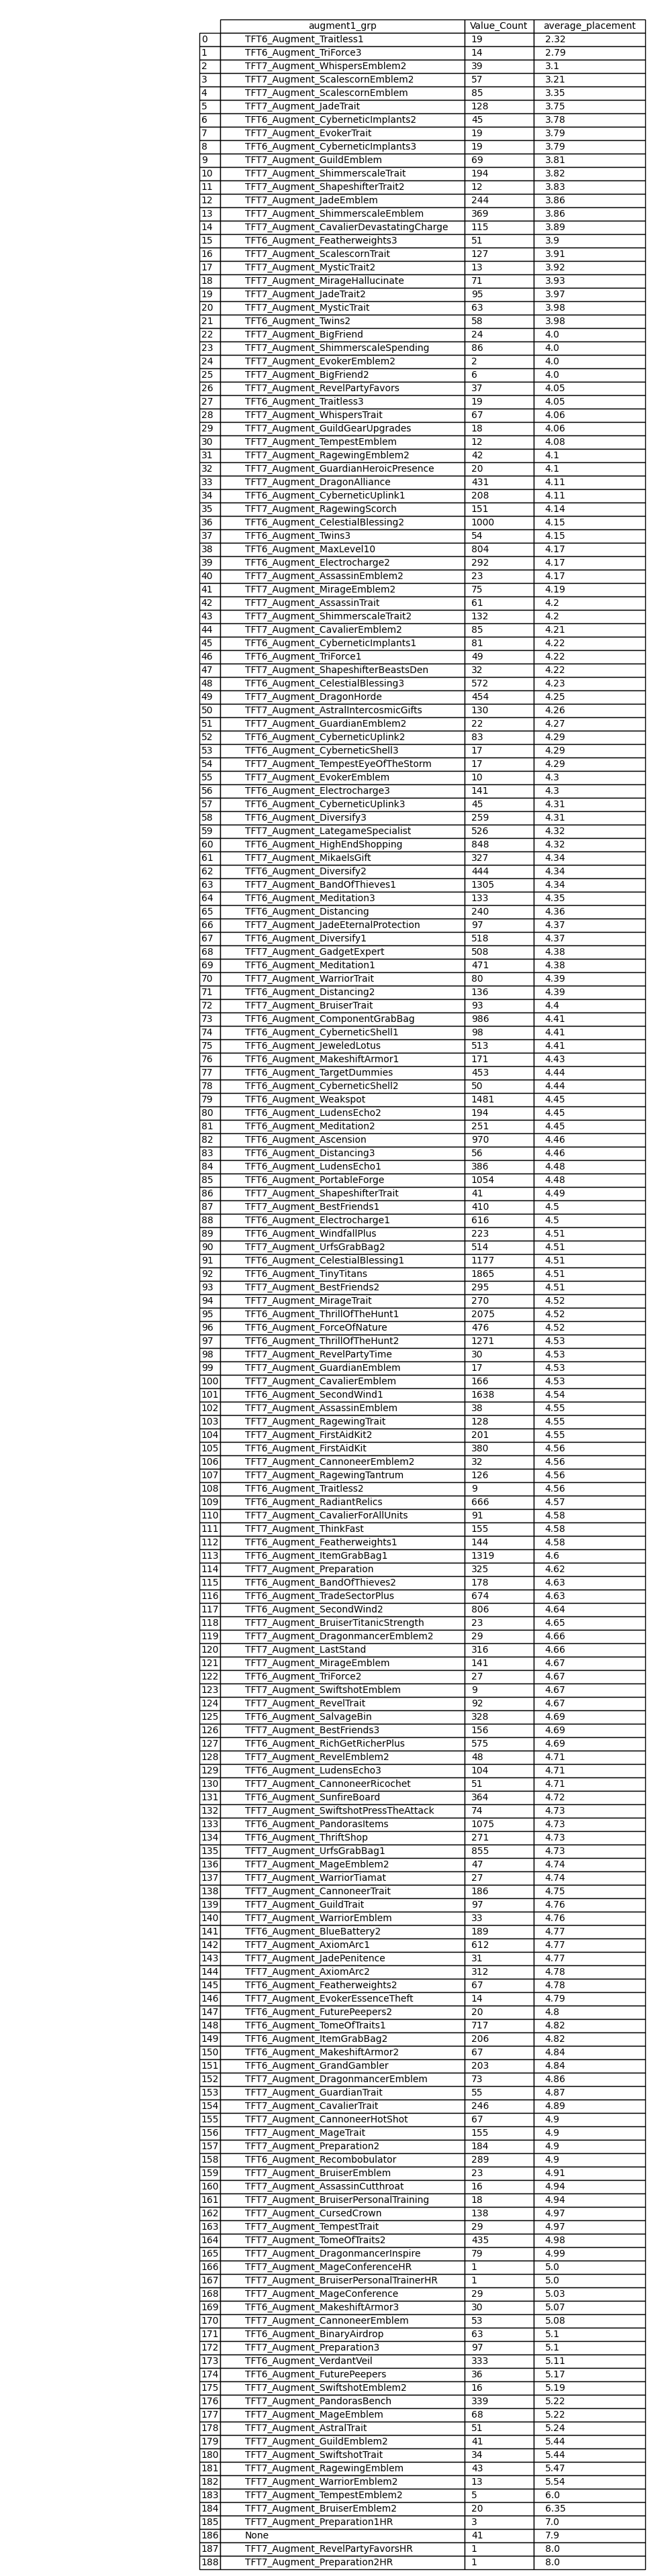 augment1_grp Value_Count average_placement
0 TFT6_Augment_Traitless1 19 2.32
1 TFT6_Augment_TriForce3 14 2.79
2 TFT7_Augment_WhispersEmblem2 39 3.1
3 TFT7_Augment_ScalescornEmblem2 57 3.21
4 TFT7_Augment_ScalescornEmblem 85 3.35
5 TFT7_Augment_JadeTrait 128 3.75
6 TFT6_Augment_CyberneticImplants2 45 3.78
7 TFT7_Augment_EvokerTrait 19 3.79
8 TFT6_Augment_CyberneticImplants3 19 3.79
9 TFT7_Augment_GuildEmblem 69 3.81
10 TFT7_Augment_ShimmerscaleTrait 194 3.82
11 TFT7_Augment_ShapeshifterTrait2 12 3.83
12 TFT7_Augment_JadeEmblem 244 3.86
13 TFT7_Augment_ShimmerscaleEmblem 369 3.86
14 TFT7_Augment_CavalierDevastatingCharge 115 3.89
15 TFT6_Augment_Featherweights3 51 3.9
16 TFT7_Augment_ScalescornTrait 127 3.91
17 TFT7_Augment_MysticTrait2 13 3.92
18 TFT7_Augment_MirageHallucinate 71 3.93
19 TFT7_Augment_JadeTrait2 95 3.97
20 TFT7_Augment_MysticTrait 63 3.98
21 TFT6_Augment_Twins2 58 3.98
22 TFT7_Augment_BigFriend 24 4.0
23 TFT7_Augment_ShimmerscaleSpending 86 4.0
24 TFT7_Augment_EvokerEmblem2 2 4.0
25 TFT7_Augment_BigFriend2 6 4.0
26 TFT7_Augment_RevelPartyFavors 37 4.05
27 TFT6_Augment_Traitless3 19 4.05
28 TFT7_Augment_WhispersTrait 67 4.06
29 TFT7_Augment_GuildGearUpgrades 18 4.06
30 TFT7_Augment_TempestEmblem 12 4.08
31 TFT7_Augment_RagewingEmblem2 42 4.1
32 TFT7_Augment_GuardianHeroicPresence 20 4.1
33 TFT7_Augment_DragonAlliance 431 4.11
34 TFT6_Augment_CyberneticUplink1 208 4.11
35 TFT7_Augment_RagewingScorch 151 4.14
36 TFT6_Augment_CelestialBlessing2 1000 4.15
37 TFT6_Augment_Twins3 54 4.15
38 TFT6_Augment_MaxLevel10 804 4.17
39 TFT6_Augment_Electrocharge2 292 4.17
40 TFT7_Augment_AssassinEmblem2 23 4.17
41 TFT7_Augment_MirageEmblem2 75 4.19
42 TFT7_Augment_AssassinTrait 61 4.2
43 TFT7_Augment_ShimmerscaleTrait2 132 4.2
44 TFT7_Augment_CavalierEmblem2 85 4.21
45 TFT6_Augment_CyberneticImplants1 81 4.22
46 TFT6_Augment_TriForce1 49 4.22
47 TFT7_Augment_ShapeshifterBeastsDen 32 4.22
48 TFT6_Augment_CelestialBlessing3 572 4.23
49 TFT7_Augment_DragonHorde 454 4.25
50 TFT7_Augment_AstralIntercosmicGifts 130 4.26
51 TFT7_Augment_GuardianEmblem2 22 4.27
52 TFT6_Augment_CyberneticUplink2 83 4.29
53 TFT6_Augment_CyberneticShell3 17 4.29
54 TFT7_Augment_TempestEyeOfTheStorm 17 4.29
55 TFT7_Augment_EvokerEmblem 10 4.3
56 TFT6_Augment_Electrocharge3 141 4.3
57 TFT6_Augment_CyberneticUplink3 45 4.31
58 TFT6_Augment_Diversify3 259 4.31
59 TFT7_Augment_LategameSpecialist 526 4.32
60 TFT6_Augment_HighEndShopping 848 4.32
61 TFT7_Augment_MikaelsGift 327 4.34
62 TFT6_Augment_Diversify2 444 4.34
63 TFT7_Augment_BandOfThieves1 1305 4.34
64 TFT6_Augment_Meditation3 133 4.35
65 TFT6_Augment_Distancing 240 4.36
66 TFT7_Augment_JadeEternalProtection 97 4.37
67 TFT6_Augment_Diversify1 518 4.37
68 TFT7_Augment_GadgetExpert 508 4.38
69 TFT6_Augment_Meditation1 471 4.38
70 TFT7_Augment_WarriorTrait 80 4.39
71 TFT6_Augment_Distancing2 136 4.39
72 TFT7_Augment_BruiserTrait 93 4.4
73 TFT6_Augment_ComponentGrabBag 986 4.41
74 TFT6_Augment_CyberneticShell1 98 4.41
75 TFT6_Augment_JeweledLotus 513 4.41
76 TFT6_Augment_MakeshiftArmor1 171 4.43
77 TFT6_Augment_TargetDummies 453 4.44
78 TFT6_Augment_CyberneticShell2 50 4.44
79 TFT6_Augment_Weakspot 1481 4.45
80 TFT6_Augment_LudensEcho2 194 4.45
81 TFT6_Augment_Meditation2 251 4.45
82 TFT6_Augment_Ascension 970 4.46
83 TFT6_Augment_Distancing3 56 4.46
84 TFT6_Augment_LudensEcho1 386 4.48
85 TFT6_Augment_PortableForge 1054 4.48
86 TFT7_Augment_ShapeshifterTrait 41 4.49
87 TFT7_Augment_BestFriends1 410 4.5
88 TFT6_Augment_Electrocharge1 616 4.5
89 TFT6_Augment_WindfallPlus 223 4.51
90 TFT7_Augment_UrfsGrabBag2 514 4.51
91 TFT6_Augment_CelestialBlessing1 1177 4.51
92 TFT6_Augment_TinyTitans 1865 4.51
93 TFT7_Augment_BestFriends2 295 4.51
94 TFT7_Augment_MirageTrait 270 4.52
95 TFT6_Augment_ThrillOfTheHunt1 2075 4.52
96 TFT6_Augment_ForceOfNature 476 4.52
97 TFT6_Augment_ThrillOfTheHunt2 1271 4.53
98 TFT7_Augment_RevelPartyTime 30 4.53
99 TFT7_Augment_GuardianEmblem 17 4.53
100 TFT7_Augment_CavalierEmblem 166 4.53
101 TFT6_Augment_SecondWind1 1638 4.54
102 TFT7_Augment_AssassinEmblem 38 4.55
103 TFT7_Augment_RagewingTrait 128 4.55
104 TFT7_Augment_FirstAidKit2 201 4.55
105 TFT6_Augment_FirstAidKit 380 4.56
106 TFT7_Augment_CannoneerEmblem2 32 4.56
107 TFT7_Augment_RagewingTantrum 126 4.56
108 TFT6_Augment_Traitless2 9 4.56
109 TFT6_Augment_RadiantRelics 666 4.57
110 TFT7_Augment_CavalierForAllUnits 91 4.58
111 TFT7_Augment_ThinkFast 155 4.58
112 TFT6_Augment_Featherweights1 144 4.58
113 TFT6_Augment_ItemGrabBag1 1319 4.6
114 TFT7_Augment_Preparation 325 4.62
115 TFT6_Augment_BandOfThieves2 178 4.63
116 TFT6_Augment_TradeSectorPlus 674 4.63
117 TFT6_Augment_SecondWind2 806 4.64
118 TFT7_Augment_BruiserTitanicStrength 23 4.65
119 TFT7_Augment_DragonmancerEmblem2 29 4.66
120 TFT7_Augment_LastStand 316 4.66
121 TFT7_Augment_MirageEmblem 141 4.67
122 TFT6_Augment_TriForce2 27 4.67
123 TFT7_Augment_SwiftshotEmblem 9 4.67
124 TFT7_Augment_RevelTrait 92 4.67
125 TFT6_Augment_SalvageBin 328 4.69
126 TFT7_Augment_BestFriends3 156 4.69
127 TFT6_Augment_RichGetRicherPlus 575 4.69
128 TFT7_Augment_RevelEmblem2 48 4.71
129 TFT6_Augment_LudensEcho3 104 4.71
130 TFT7_Augment_CannoneerRicochet 51 4.71
131 TFT6_Augment_SunfireBoard 364 4.72
132 TFT7_Augment_SwiftshotPressTheAttack 74 4.73
133 TFT6_Augment_PandorasItems 1075 4.73
134 TFT6_Augment_ThriftShop 271 4.73
135 TFT7_Augment_UrfsGrabBag1 855 4.73
136 TFT7_Augment_MageEmblem2 47 4.74
137 TFT7_Augment_WarriorTiamat 27 4.74
138 TFT7_Augment_CannoneerTrait 186 4.75
139 TFT7_Augment_GuildTrait 97 4.76
140 TFT7_Augment_WarriorEmblem 33 4.76
141 TFT6_Augment_BlueBattery2 189 4.77
142 TFT7_Augment_AxiomArc1 612 4.77
143 TFT7_Augment_JadePenitence 31 4.77
144 TFT7_Augment_AxiomArc2 312 4.78
145 TFT6_Augment_Featherweights2 67 4.78
146 TFT7_Augment_EvokerEssenceTheft 14 4.79
147 TFT6_Augment_FuturePeepers2 20 4.8
148 TFT6_Augment_TomeOfTraits1 717 4.82
149 TFT6_Augment_ItemGrabBag2 206 4.82
150 TFT6_Augment_MakeshiftArmor2 67 4.84
151 TFT6_Augment_GrandGambler 203 4.84
152 TFT7_Augment_DragonmancerEmblem 73 4.86
153 TFT7_Augment_GuardianTrait 55 4.87
154 TFT7_Augment_CavalierTrait 246 4.89
155 TFT7_Augment_CannoneerHotShot 67 4.9
156 TFT7_Augment_MageTrait 155 4.9
157 TFT7_Augment_Preparation2 184 4.9
158 TFT6_Augment_Recombobulator 289 4.9
159 TFT7_Augment_BruiserEmblem 23 4.91
160 TFT7_Augment_AssassinCutthroat 16 4.94
161 TFT7_Augment_BruiserPersonalTraining 18 4.94
162 TFT7_Augment_CursedCrown 138 4.97
163 TFT7_Augment_TempestTrait 29 4.97
164 TFT7_Augment_TomeOfTraits2 435 4.98
165 TFT7_Augment_DragonmancerInspire 79 4.99
166 TFT7_Augment_MageConferenceHR 1 5.0
167 TFT7_Augment_BruiserPersonalTrainerHR 1 5.0
168 TFT7_Augment_MageConference 29 5.03
169 TFT6_Augment_MakeshiftArmor3 30 5.07
170 TFT7_Augment_CannoneerEmblem 53 5.08
171 TFT6_Augment_BinaryAirdrop 63 5.1
172 TFT7_Augment_Preparation3 97 5.1
173 TFT6_Augment_VerdantVeil 333 5.11
174 TFT6_Augment_FuturePeepers 36 5.17
175 TFT7_Augment_SwiftshotEmblem2 16 5.19
176 TFT7_Augment_PandorasBench 339 5.22
177 TFT7_Augment_MageEmblem 68 5.22
178 TFT7_Augment_AstralTrait 51 5.24
179 TFT7_Augment_GuildEmblem2 41 5.44
180 TFT7_Augment_SwiftshotTrait 34 5.44
181 TFT7_Augment_RagewingEmblem 43 5.47
182 TFT7_Augment_WarriorEmblem2 13 5.54
183 TFT7_Augment_TempestEmblem2 5 6.0
184 TFT7_Augment_BruiserEmblem2 20 6.35
185 TFT7_Augment_Preparation1HR 3 7.0
186 None 41 7.9
187 TFT7_Augment_RevelPartyFavorsHR 1 8.0
188 TFT7_Augment_Preparation2HR 1 8.0